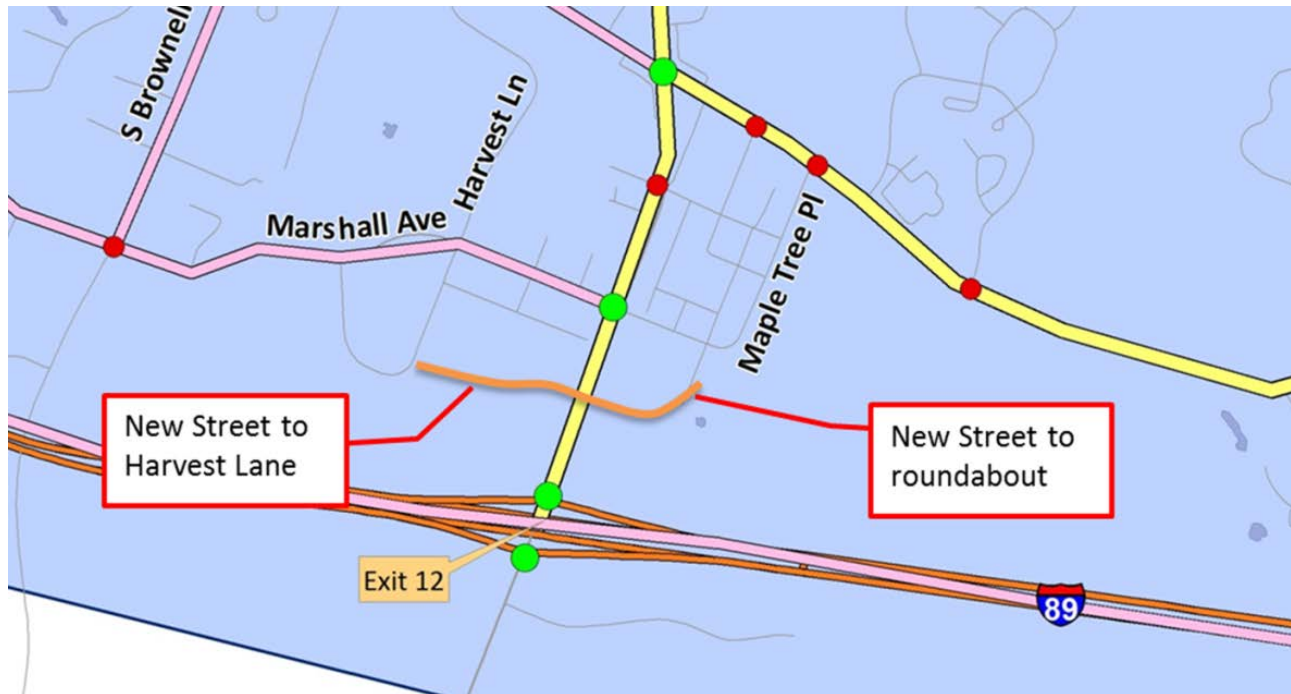 S Brownell
Harvest Ln
Marshall Ave
Maple Tree Pl
New Street to
Harvest Lane
New Street to
roundabout
Exit 12
89